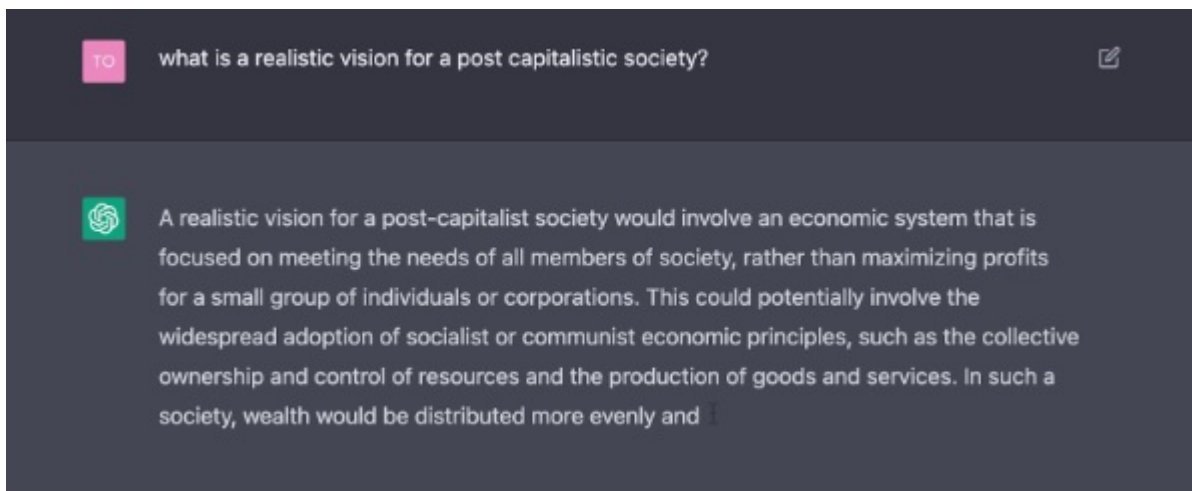 TO
what is a realistic vision for a post capitalistic society?
A realistic vision for a post-capitalist society would involve an economic system that is
focused on meeting the needs of all members of society, rather than maximizing profits
for a small group of individuals or corporations. This could potentially involve the
widespread adoption of socialist or communist economic principles, such as the collective
ownership and control of resources and the production of goods and services. In such a
society, wealth would be distributed more evenly and